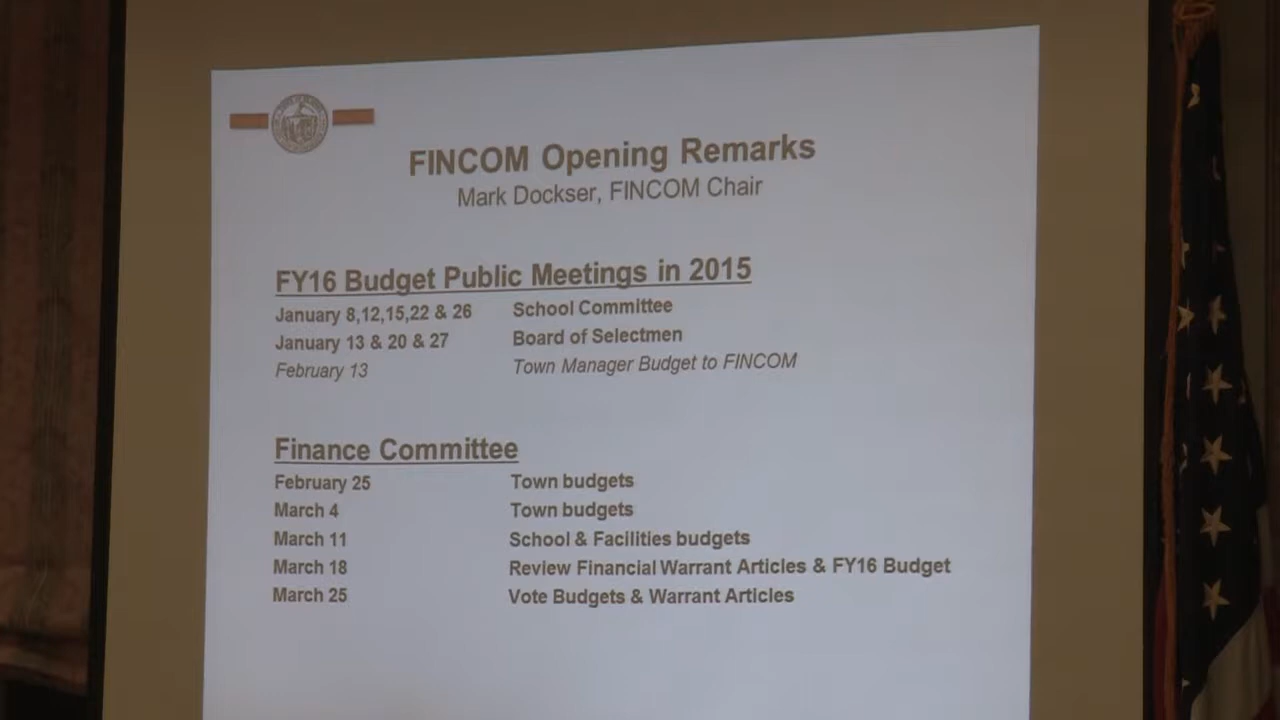 FINCOM Opening Remarks
Mark Dockser, FINCOM Chair
FY16 Budget Public Meetings in 2015
January 8,12,15,22 & 26 School Committee
January 13 & 20 & 27 Board of Selectmen
February 13 Town Manager Budget to FINCOM
Finance Committee
February 25 Town budgets
March 4 Town budgets
March 11 School & Facilities budgets
March 18 Review Financial Warrant Articles & FY16 Budget
March 25 Vote Budgets & Warrant Articles